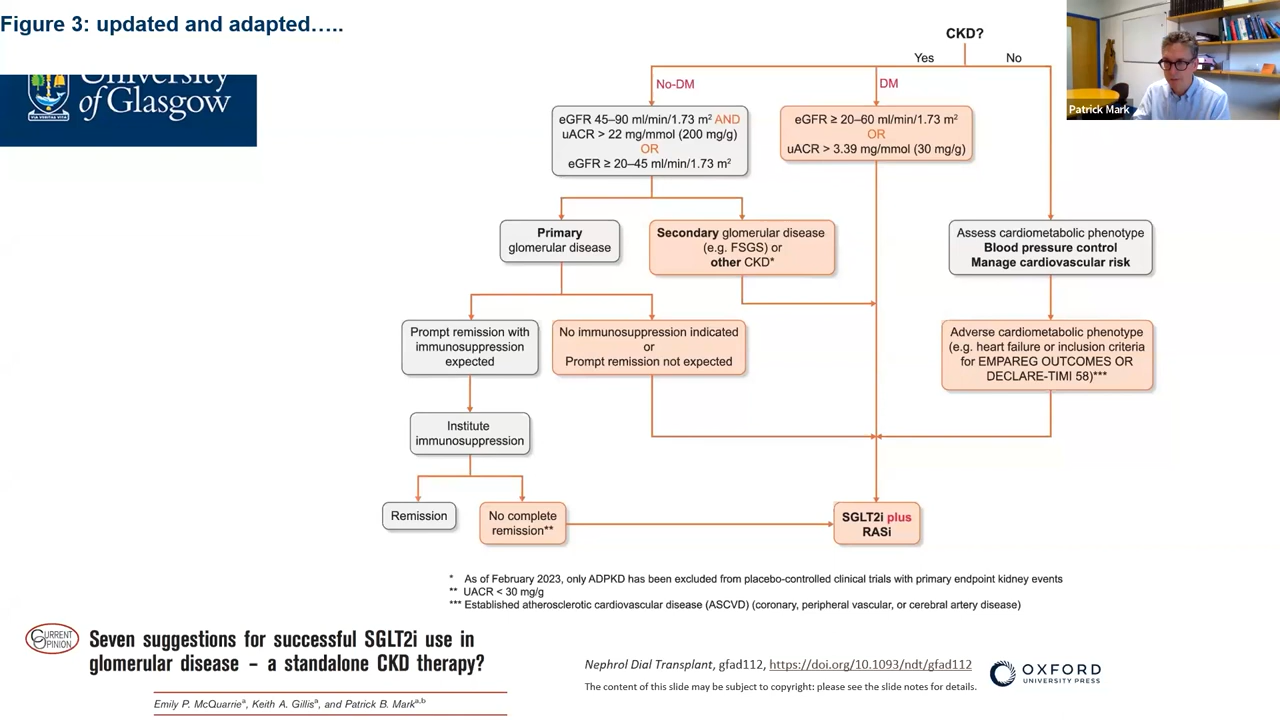 Figure 3: updated and adapted…..
University
of Glasgow
VIA VERITAS VITA
Patrick Mark
CKD?
Yes
No
No-DM
DM
eGFR 45–90 ml/min/1.73 m² AND
uACR > 22 mg/mmol (200 mg/g)
OR
eGFR ≥ 20–45 ml/min/1.73 m²
eGFR ≥ 20–60 ml/min/1.73 m²
OR
uACR > 3.39 mg/mmol (30 mg/g)
Primary
glomerular disease
Secondary glomerular disease
(e.g. FSGS) or
other CKD*
Assess cardiometabolic phenotype
Blood pressure control
Manage cardiovascular risk
Prompt remission with
immunosuppression
expected
No immunosuppression indicated
or
Prompt remission not expected
Adverse cardiometabolic phenotype
(e.g. heart failure or inclusion criteria
for EMPAREG OUTCOMES OR
DECLARE-TIMI 58)***
Institute
immunosuppression
Remission
No complete
remission**
SGLT2i plus
RASi
* As of February 2023, only ADPKD has been excluded from placebo-controlled clinical trials with primary endpoint kidney events
** UACR < 30 mg/g
*** Established atherosclerotic cardiovascular disease (ASCVD) (coronary, peripheral vascular, or cerebral artery disease)
CURRENT
OPINION
Seven suggestions for successful SGLT2i use in
glomerular disease – a standalone CKD therapy?
Emily P. McQuarrieᵃ, Keith A. Gillisᵃ, and Patrick B. Markᵃ,ᵇ
Nephrol Dial Transplant, gfad112, https://doi.org/10.1093/ndt/gfad112
The content of this slide may be subject to copyright: please see the slide notes for details.
OXFORD
UNIVERSITY PRESS